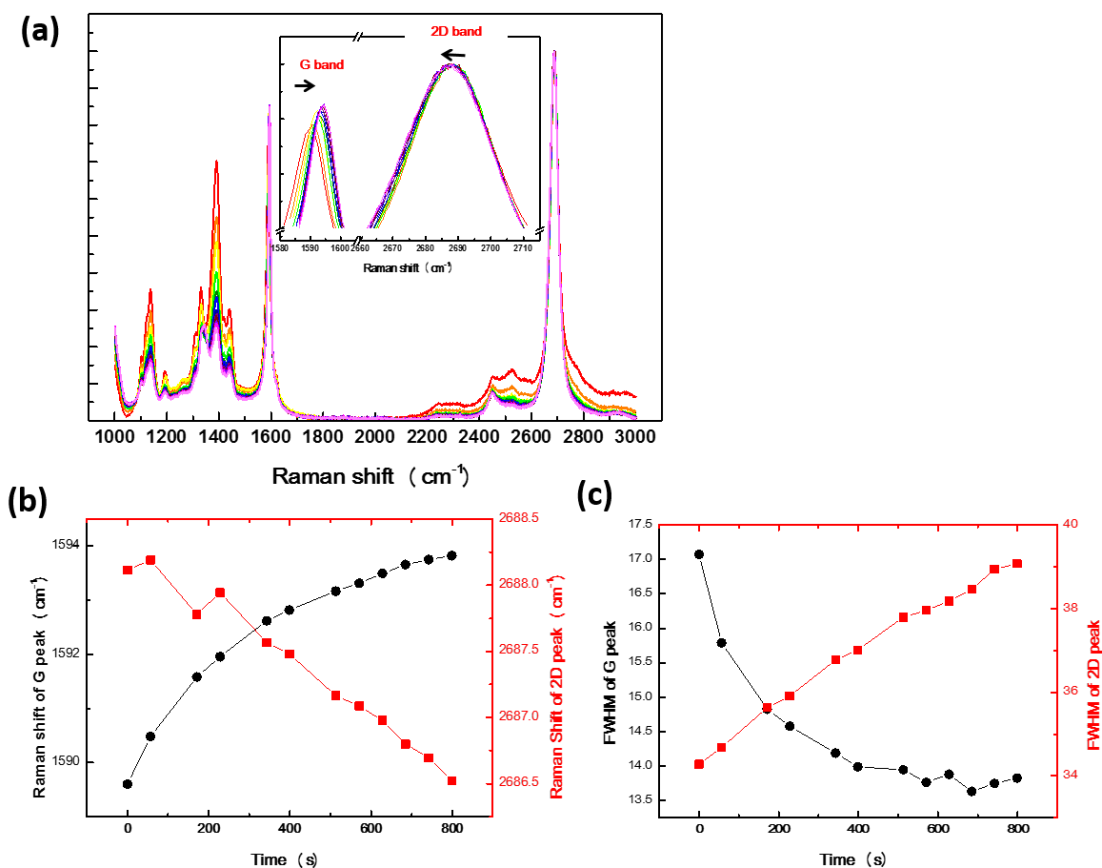 (a)
2D band
G band
1580 1590 1600 2660 2670 2680 2690 2700 2710
Raman shift (cm⁻¹)
1000 1200 1400 1600 1800 2000 2200 2400 2600 2800 3000
Raman shift (cm⁻¹)
(b)
1594
1592
1590
Raman shift of G peak (cm⁻¹)
2688.5
2688.0
2687.5
2687.0
2686.5
Raman Shift of 2D peak (cm⁻¹)
0 200 400 600 800
Time (s)
(c)
17.5
17.0
16.5
16.0
15.5
15.0
14.5
14.0
13.5
FWHM of G peak
40
38
36
34
FWHM of 2D peak
0 200 400 600 800
Time (s)